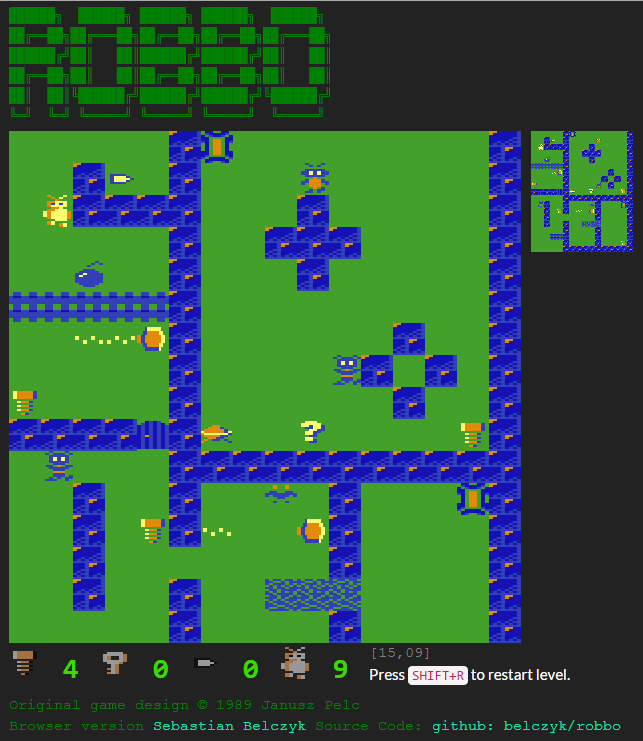 ROBBO
?
4 0 0 9
[15,09]
Press SHIFT+R to restart level.
Original game design © 1989 Janusz Pelc
Browser version Sebastian Belczyk Source Code: github: belczyk/robbo